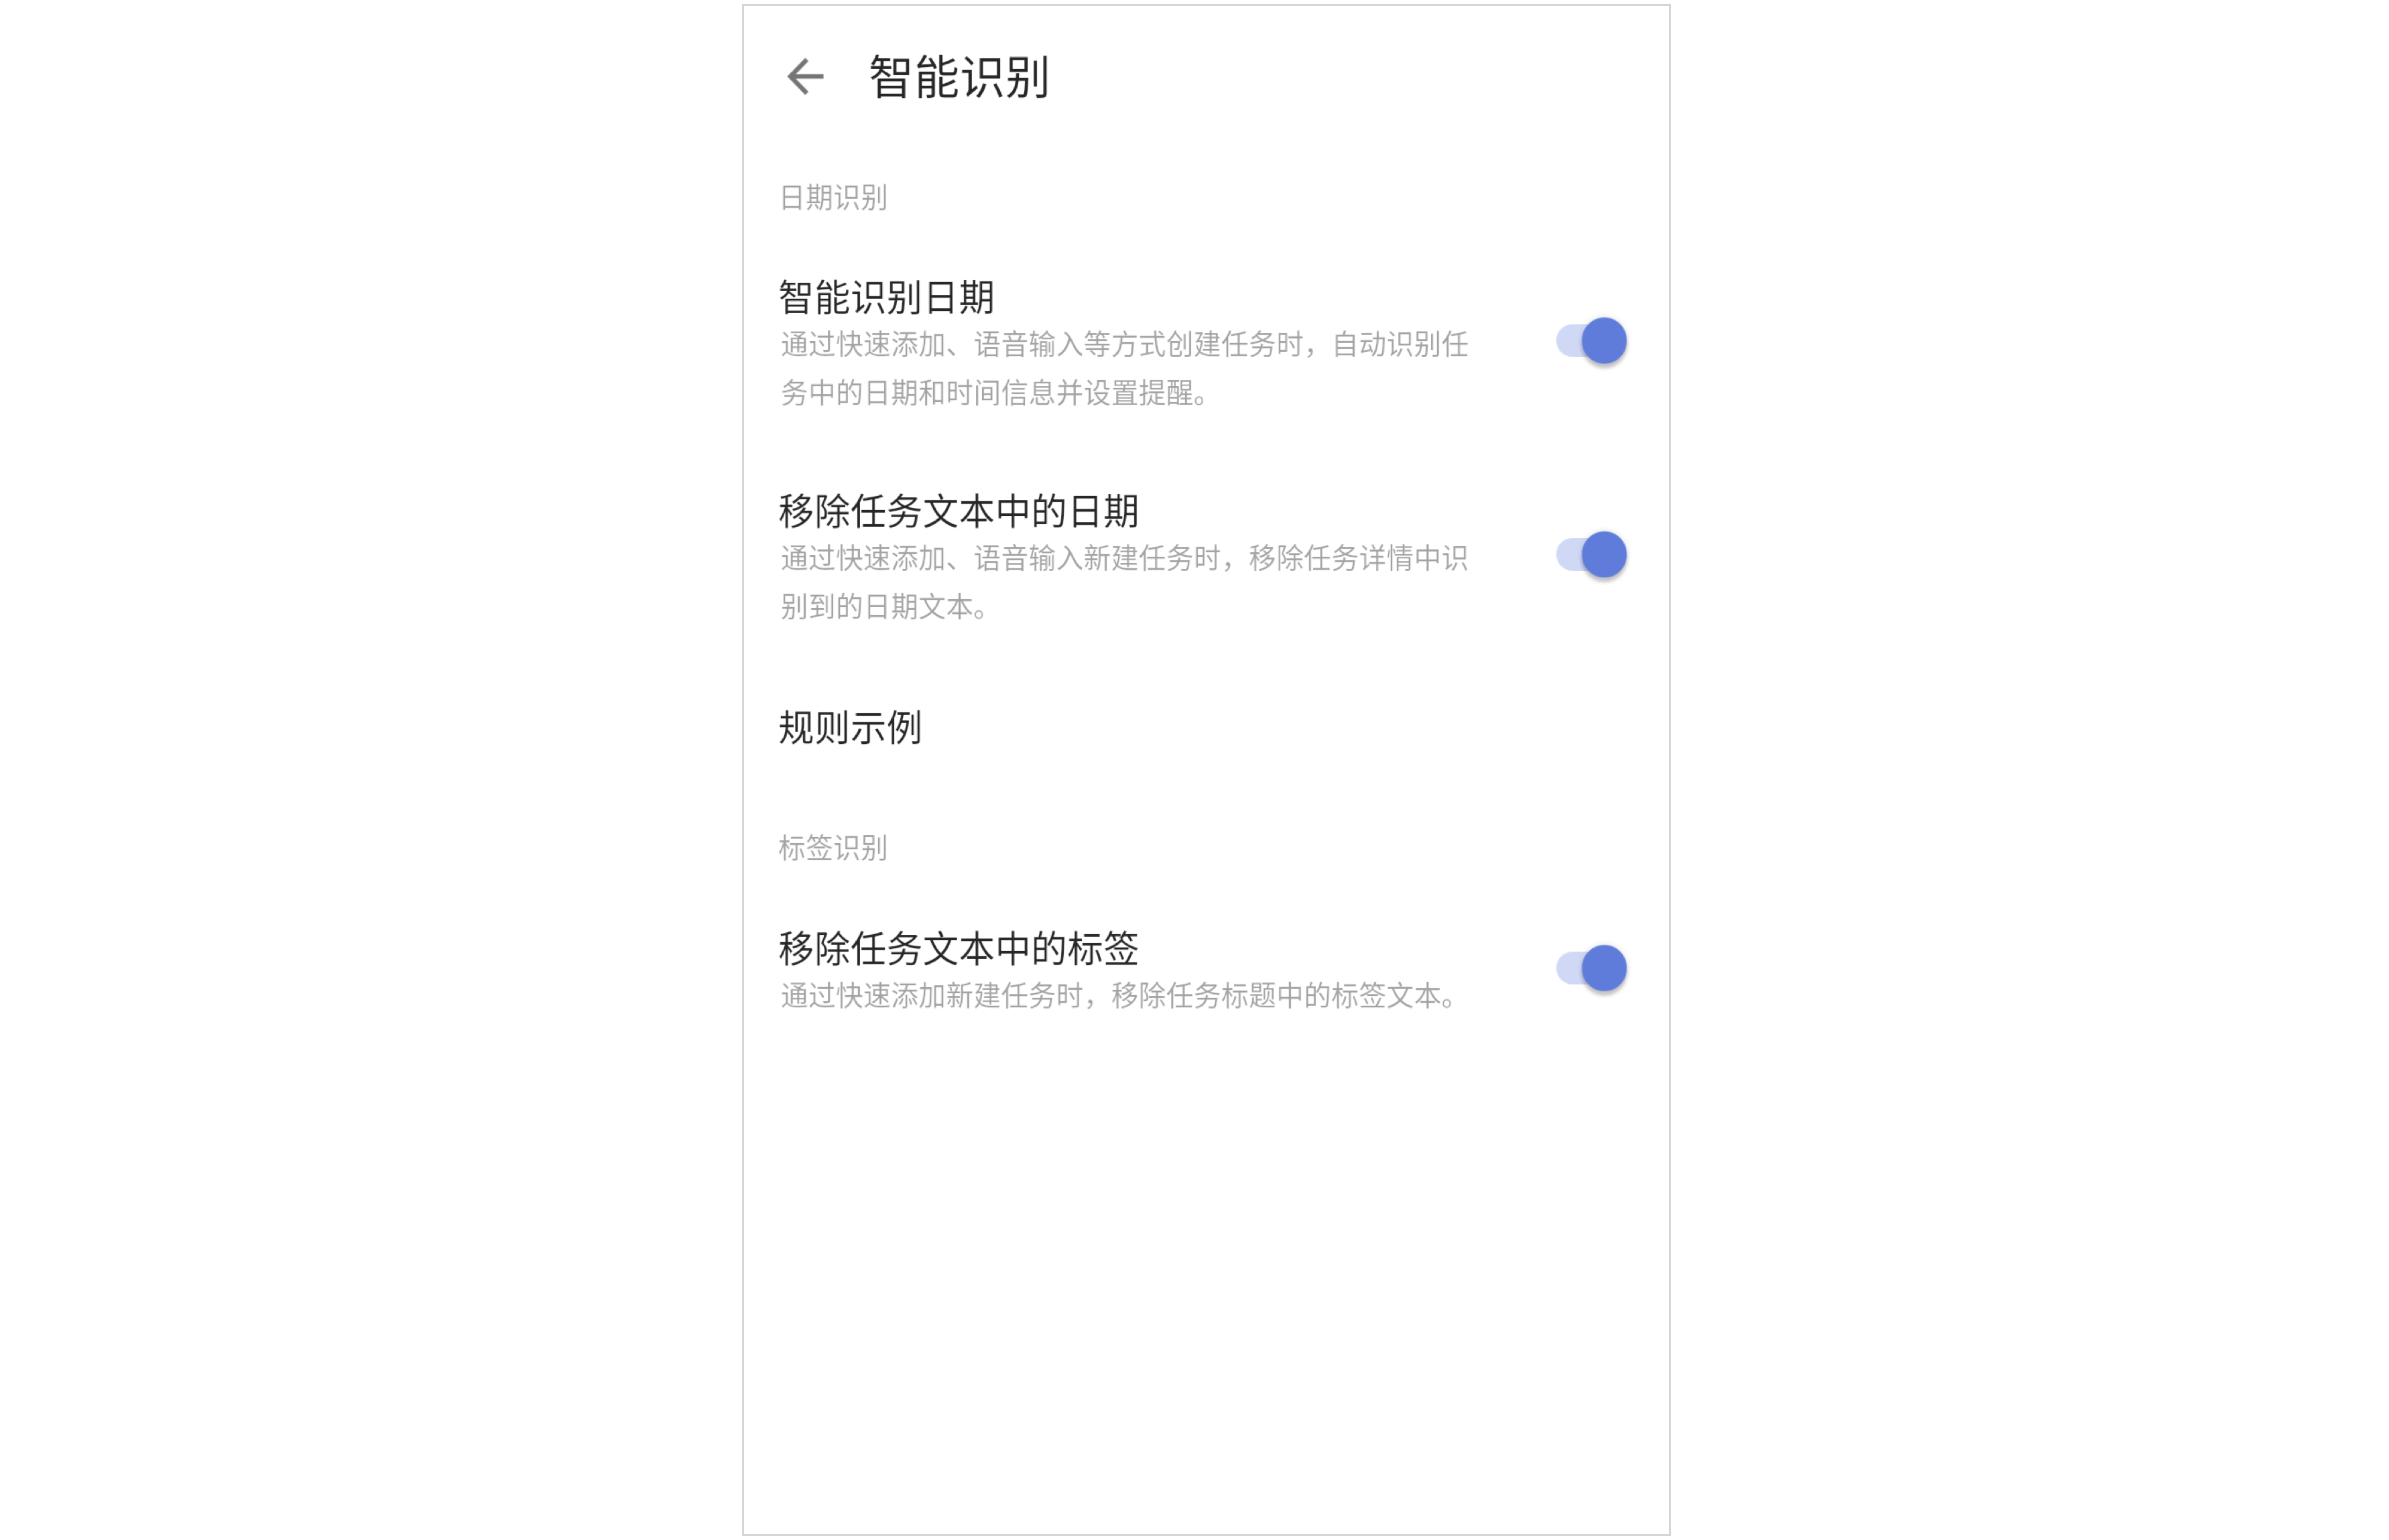 智能识别
日期识别
智能识别日期
通过快速添加、语音输入等方式创建任务时，自动识别任
务中的日期和时间信息并设置提醒。
移除任务文本中的日期
通过快速添加、语音输入新建任务时，移除任务详情中识
别到的日期文本。
规则示例
标签识别
移除任务文本中的标签
通过快速添加新建任务时，移除任务标题中的标签文本。